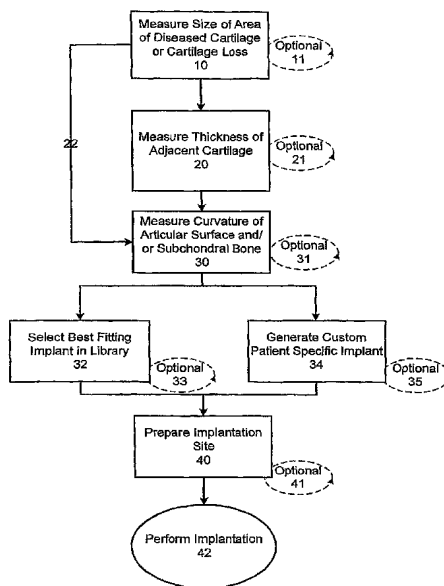 Measure Size of Area
of Diseased Cartilage
or Cartilage Loss
10
Optional
11
22
Measure Thickness of
Adjacent Cartilage
20
Optional
21
Measure Curvature of
Articular Surface and/
or Subchondral Bone
30
Optional
31
Select Best Fitting
Implant in Library
32
Optional
33
Generate Custom
Patient Specific Implant
34
Optional
35
Prepare Implantation
Site
40
Optional
41
Perform Implantation
42